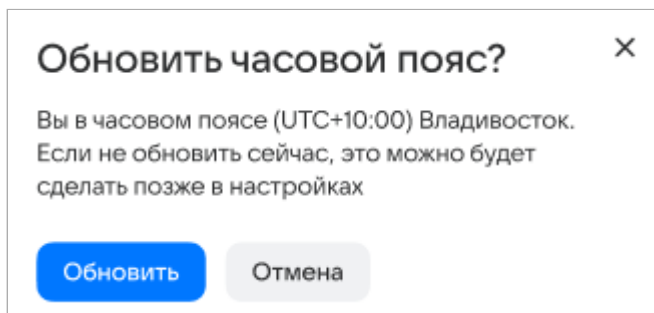 Обновить часовой пояс?
Вы в часовом поясе (UTC+10:00) Владивосток.
Если не обновить сейчас, это можно будет
сделать позже в настройках
Обновить Отмена